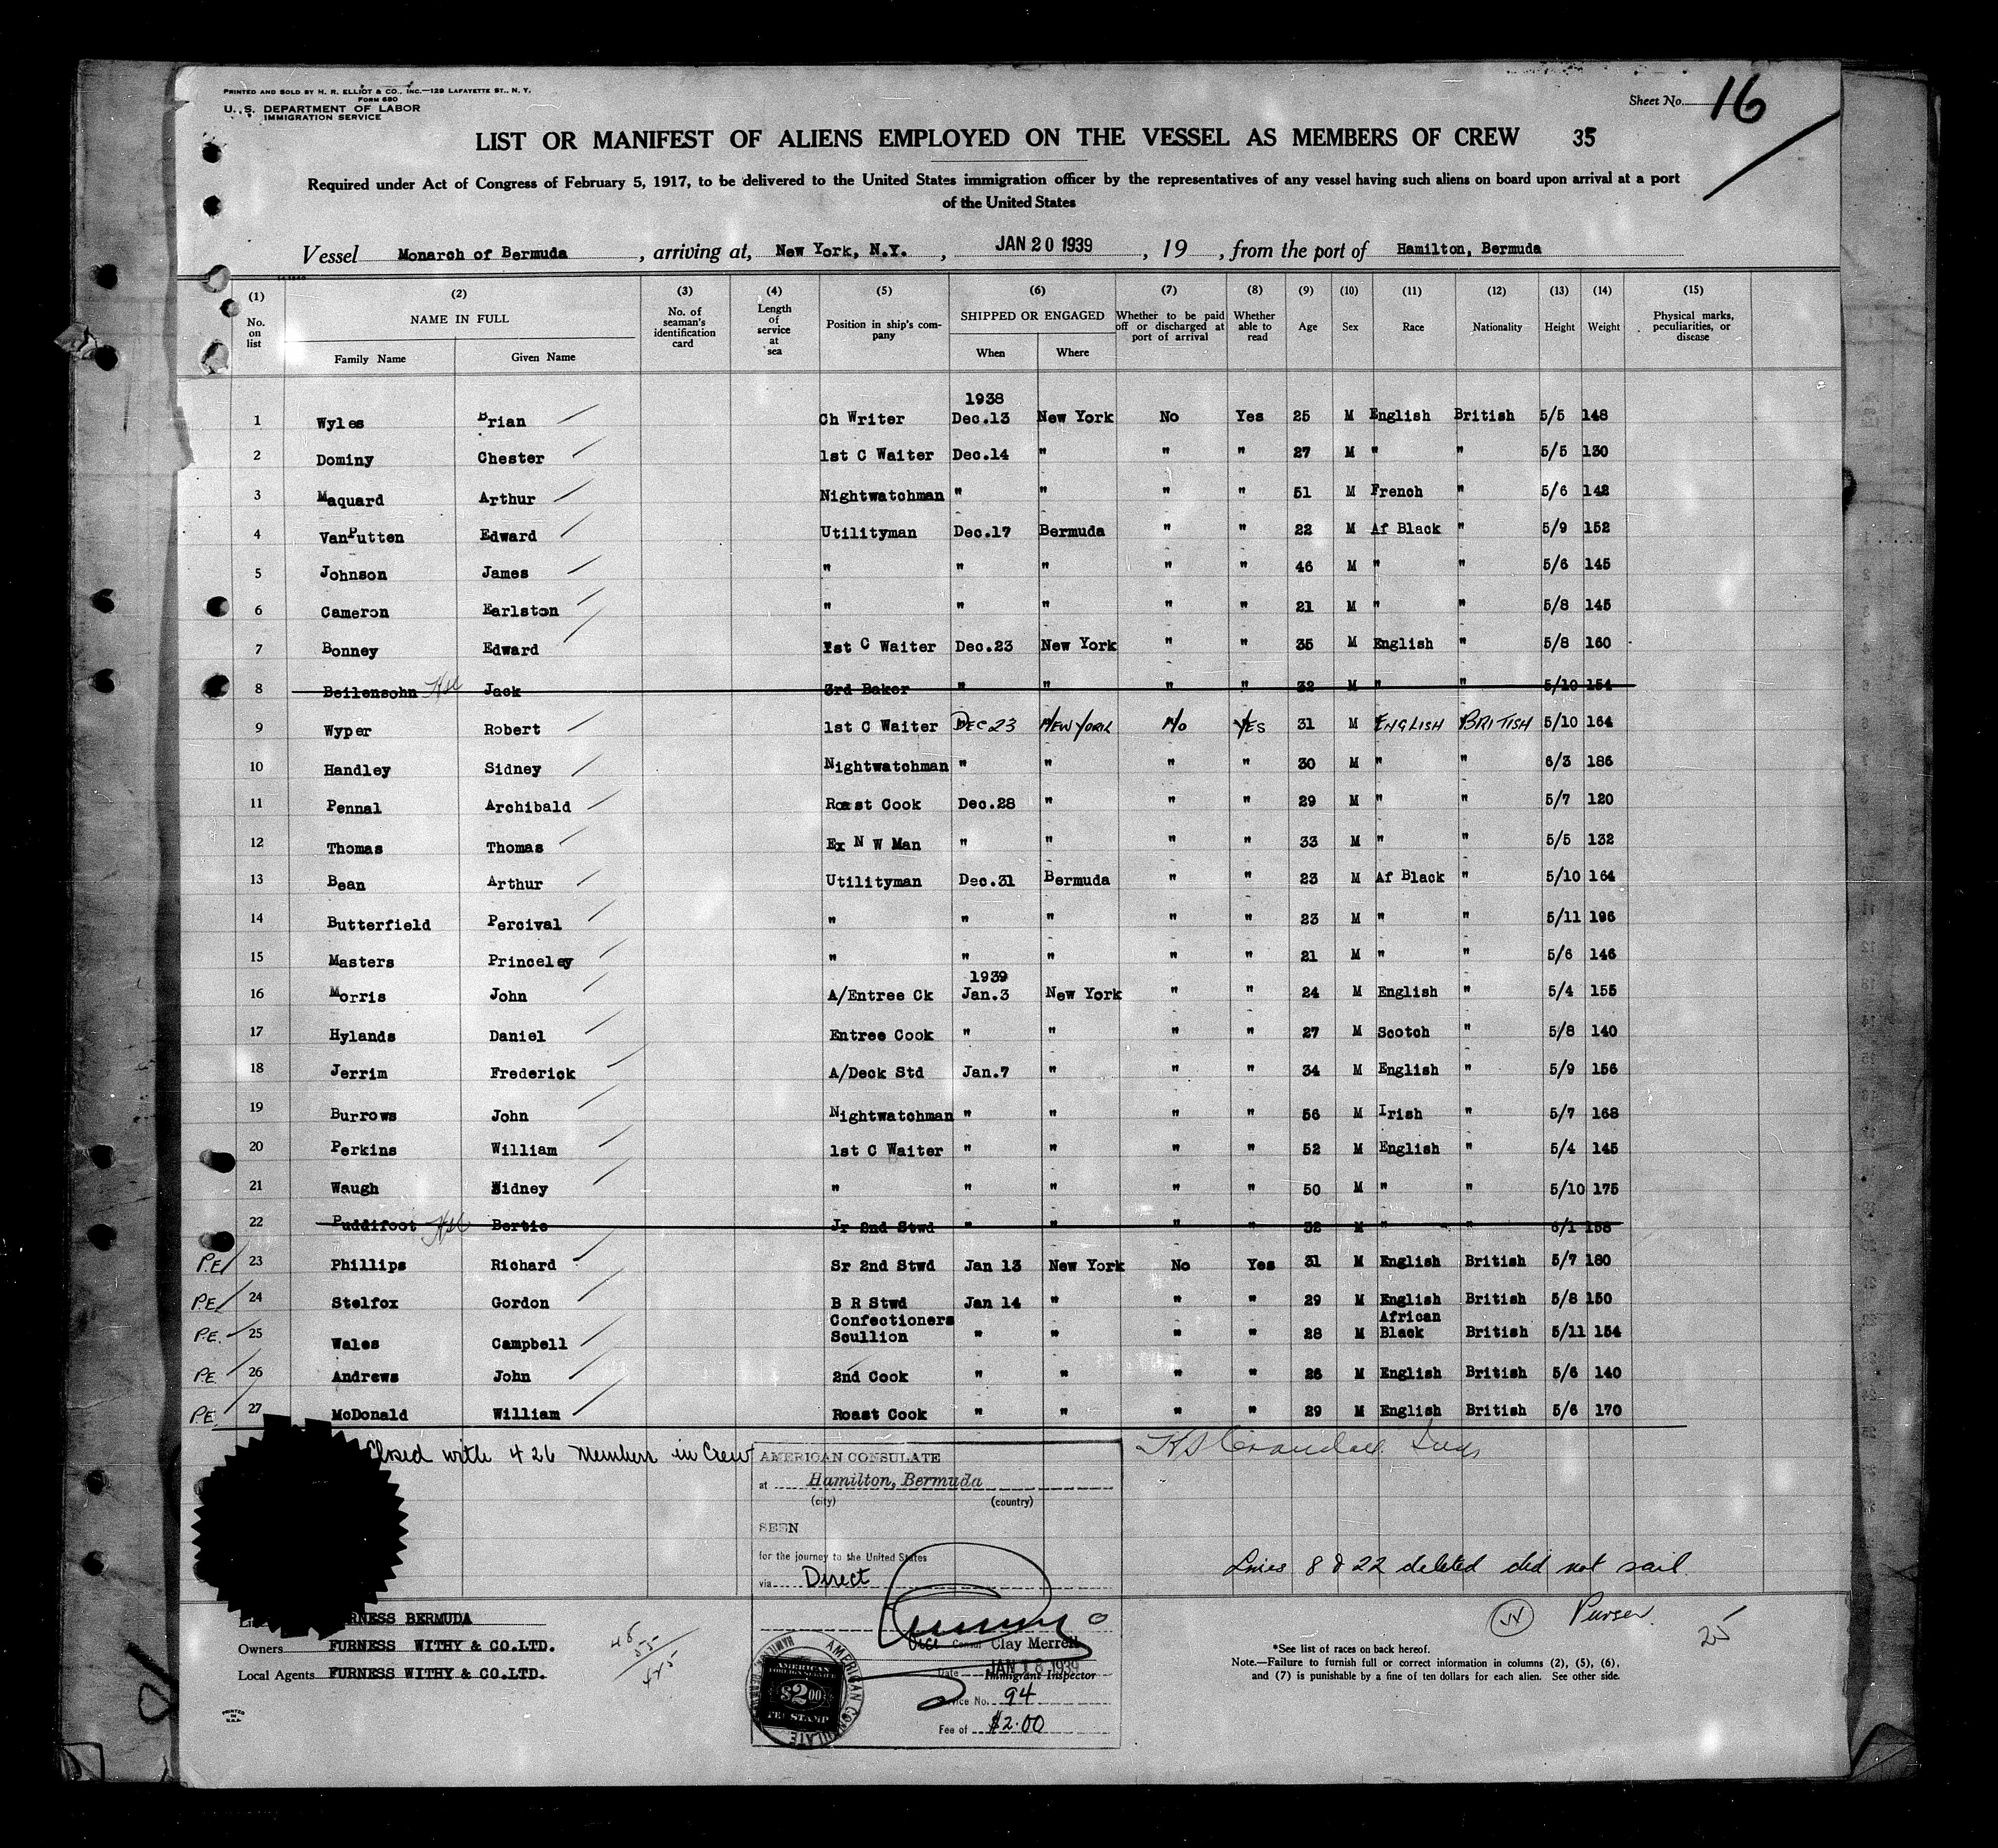 PRINTED AND SOLD BY H. R. ELLIOT & CO., INC.—129 LAFAYETTE ST., N. Y.
FORM 680
U. S. DEPARTMENT OF LABOR
IMMIGRATION SERVICE
Sheet No. 16
LIST OR MANIFEST OF ALIENS EMPLOYED ON THE VESSEL AS MEMBERS OF CREW 35
Required under Act of Congress of February 5, 1917, to be delivered to the United States immigration officer by the representatives of any vessel having such aliens on board upon arrival at a port
of the United States
Vessel Monarch of Bermuda , arriving at, New York, N.Y. , JAN 20 1939 , 19 , from the port of Hamilton, Bermuda
(1) No. on list (2) NAME IN FULL Family Name Given Name (3) No. of seaman's identification card (4) Length of service at sea (5) Position in ship's company (6) SHIPPED OR ENGAGED When Where (7) Whether to be paid off or discharged at port of arrival (8) Whether able to read (9) Age (10) Sex (11) Race (12) Nationality (13) Height (14) Weight (15) Physical marks, peculiarities, or disease
1938
1 Wyles Brian Ch Writer Dec.13 New York No Yes 25 M English British 5/5 148
2 Dominy Chester 1st C Waiter Dec.14 " " " 27 M " " 5/5 130
3 Maquard Arthur Nightwatchman " " " " 51 M French " 5/6 142
4 VanPutten Edward Utilityman Dec.17 Bermuda " " 22 M Af Black " 5/9 152
5 Johnson James " " " " " 46 M " " 5/6 145
6 Cameron Earlston " " " " " 21 M " " 5/8 145
7 Bonney Edward 1st C Waiter Dec.23 New York " " 35 M English " 5/8 160
8 Beilensohn Jack 3rd Baker " " " " 32 M " " 5/10 154
9 Wyper Robert 1st C Waiter DEC 23 NEW YORK NO YES 31 M ENGLISH BRITISH 5/10 164
10 Handley Sidney Nightwatchman " " " " 30 M " " 6/3 186
11 Pennal Archibald Roast Cook Dec.28 " " " 29 M " " 5/7 120
12 Thomas Thomas Ex N W Man " " " " 33 M " " 5/5 132
13 Bean Arthur Utilityman Dec.31 Bermuda " " 23 M Af Black " 5/10 164
14 Butterfield Percival " " " " " 23 M " " 5/11 196
15 Masters Princeley " " " " " 21 M " " 5/6 146
1939
16 Morris John A/Entree Ck Jan.3 New York " " 24 M English " 5/4 155
17 Hylands Daniel Entree Cook " " " " 27 M Scotch " 5/8 140
18 Jerrim Frederick A/Deck Std Jan.7 " " " 34 M English " 5/9 156
19 Burrows John Nightwatchman " " " " 56 M Irish " 5/7 168
20 Perkins William 1st C Waiter " " " " 52 M English " 5/4 145
21 Waugh Sidney " " " " " 50 M " " 5/10 175
22 Puddifoot Bertie Jr 2nd Stwd " " " " 32 M " " 6/1 158
P.E. 23 Phillips Richard Sr 2nd Stwd Jan 13 New York No Yes 31 M English British 5/7 180
P.E. 24 Stelfox Gordon B R Stwd Jan 14 " " " 29 M English British 5/8 150
P.E. 25 Wales Campbell Confectioners Scullion " " " " 28 M African Black British 5/11 154
P.E. 26 Andrews John 2nd Cook " " " " 26 M English British 5/6 140
P.E. 27 McDonald William Roast Cook " " " " 29 M English British 5/6 170
Closed with 426 Members in Crew
AMERICAN CONSULATE
at Hamilton, Bermuda
(city) (country)
SEEN
for the journey to the United States
via Direct
Lines 8 & 22 deleted did not sail
Purser
Vice Consul Clay Merrell
Date JAN 18 1939
Immigrant Inspector
Service No. 94
Fee of $2.00
AMERICAN CONSULATE
AMERICAN
$2.00
FEE STAMP
FURNESS BERMUDA
Owners FURNESS WITHY & CO.LTD.
Local Agents FURNESS WITHY & CO.LTD.
*See list of races on back hereof.
Note.—Failure to furnish full or correct information in columns (2), (5), (6),
and (7) is punishable by a fine of ten dollars for each alien. See other side.
25
PRINTED
IN
U.S.A.